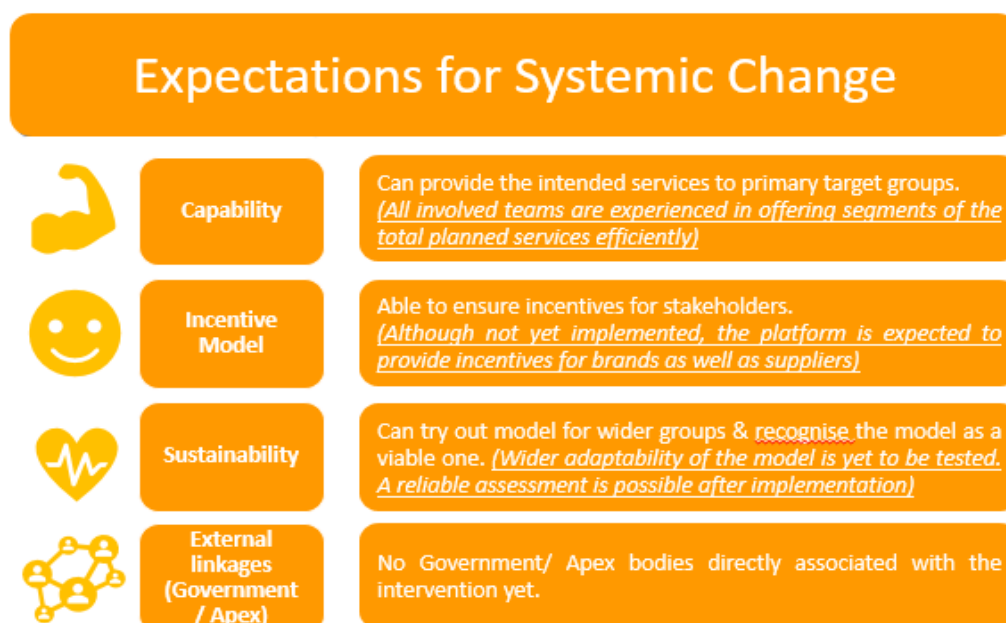 Expectations for Systemic Change
Capability
Can provide the intended services to primary target groups.
(All involved teams are experienced in offering segments of the
total planned services efficiently)
Incentive
Model
Able to ensure incentives for stakeholders.
(Although not yet implemented, the platform is expected to
provide incentives for brands as well as suppliers)
Sustainability
Can try out model for wider groups & recognise the model as a
viable one. (Wider adaptability of the model is yet to be tested.
A reliable assessment is possible after implementation)
External
linkages
(Government
/ Apex)
No Government/ Apex bodies directly associated with the
intervention yet.